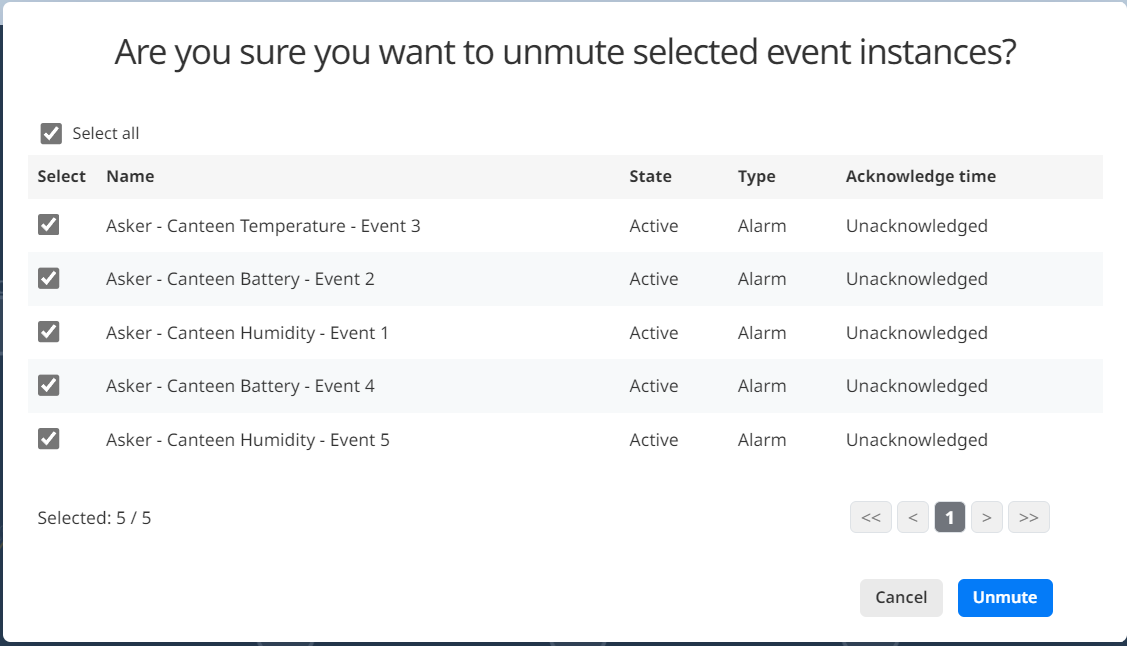 Are you sure you want to unmute selected event instances?
Select all
Select Name State Type Acknowledge time
Asker - Canteen Temperature - Event 3 Active Alarm Unacknowledged
Asker - Canteen Battery - Event 2 Active Alarm Unacknowledged
Asker - Canteen Humidity - Event 1 Active Alarm Unacknowledged
Asker - Canteen Battery - Event 4 Active Alarm Unacknowledged
Asker - Canteen Humidity - Event 5 Active Alarm Unacknowledged
Selected: 5 / 5 << < 1 > >>
Cancel Unmute